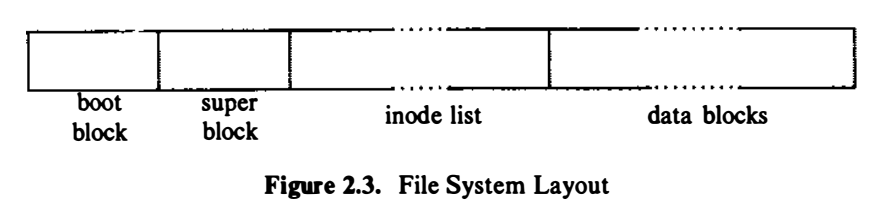 boot block
super block
inode list
data blocks
Figure 2.3. File System Layout